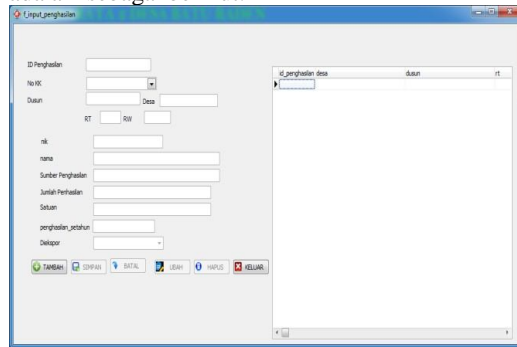 f_input_penghasilan
ID Penghasilan
No KK
Dusun Desa
RT RW
nik
nama
Sumber Penghasilan
Jumlah Penhasilan
Satuan
penghasilan_setahun
Diekspor
TAMBAH SIMPAN BATAL UBAH HAPUS KELUAR
id_penghasilan desa dusun rt